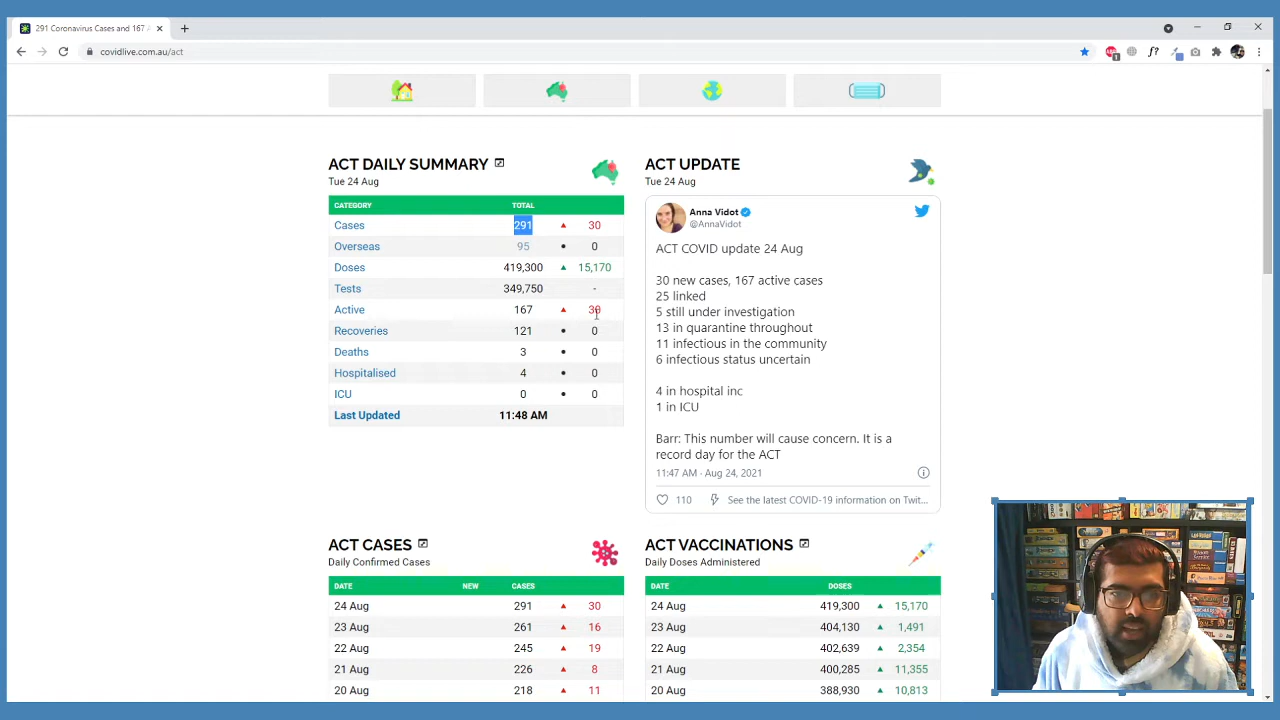 291 Coronavirus Cases and 167 A
covidlive.com.au/act
1
f?
ACT DAILY SUMMARY
Tue 24 Aug
CATEGORY TOTAL
Cases 291 ▲ 30
Overseas 95 • 0
Doses 419,300 ▲ 15,170
Tests 349,750 -
Active 167 ▲ 30
Recoveries 121 • 0
Deaths 3 • 0
Hospitalised 4 • 0
ICU 0 • 0
Last Updated 11:48 AM
ACT UPDATE
Tue 24 Aug
Anna Vidot
@AnnaVidot
ACT COVID update 24 Aug
30 new cases, 167 active cases
25 linked
5 still under investigation
13 in quarantine throughout
11 infectious in the community
6 infectious status uncertain
4 in hospital inc
1 in ICU
Barr: This number will cause concern. It is a
record day for the ACT
11:47 AM · Aug 24, 2021
110 See the latest COVID-19 information on Twit...
ACT CASES
Daily Confirmed Cases
DATE NEW CASES
24 Aug 291 ▲ 30
23 Aug 261 ▲ 16
22 Aug 245 ▲ 19
21 Aug 226 ▲ 8
20 Aug 218 ▲ 11
ACT VACCINATIONS
Daily Doses Administered
DATE DOSES
24 Aug 419,300 ▲ 15,170
23 Aug 404,130 ▲ 1,491
22 Aug 402,639 ▲ 2,354
21 Aug 400,285 ▲ 11,355
20 Aug 388,930 ▲ 10,813